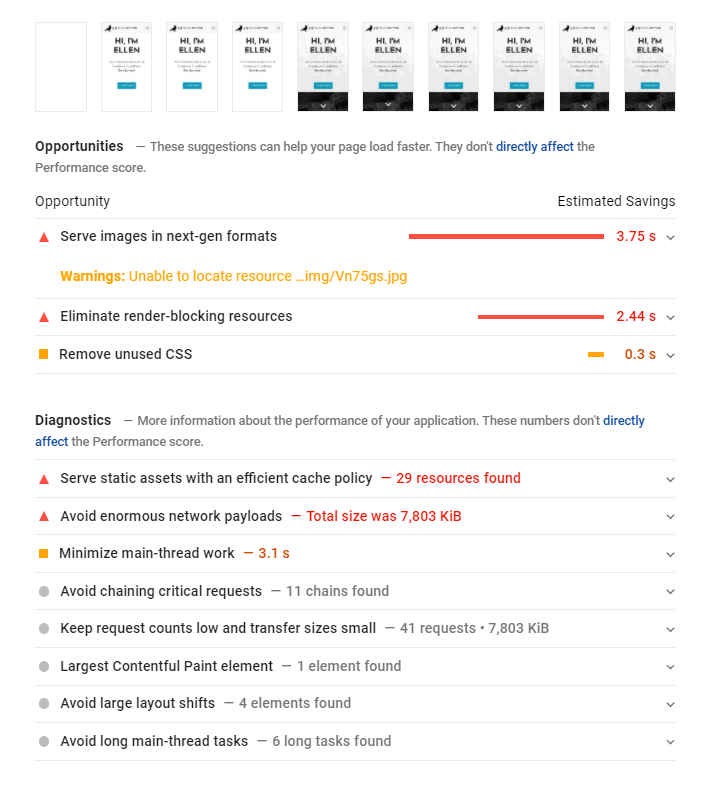 HI, I'M
ELLEN
HI, I'M
ELLEN
HI, I'M
ELLEN
HI, I'M
ELLEN
HI, I'M
ELLEN
HI, I'M
ELLEN
HI, I'M
ELLEN
HI, I'M
ELLEN
HI, I'M
ELLEN
Opportunities — These suggestions can help your page load faster. They don't directly affect the
Performance score.
Opportunity Estimated Savings
Serve images in next-gen formats 3.75 s
Warnings: Unable to locate resource …img/Vn75gs.jpg
Eliminate render-blocking resources 2.44 s
Remove unused CSS 0.3 s
Diagnostics — More information about the performance of your application. These numbers don't directly
affect the Performance score.
Serve static assets with an efficient cache policy — 29 resources found
Avoid enormous network payloads — Total size was 7,803 KiB
Minimize main-thread work — 3.1 s
Avoid chaining critical requests — 11 chains found
Keep request counts low and transfer sizes small — 41 requests • 7,803 KiB
Largest Contentful Paint element — 1 element found
Avoid large layout shifts — 4 elements found
Avoid long main-thread tasks — 6 long tasks found